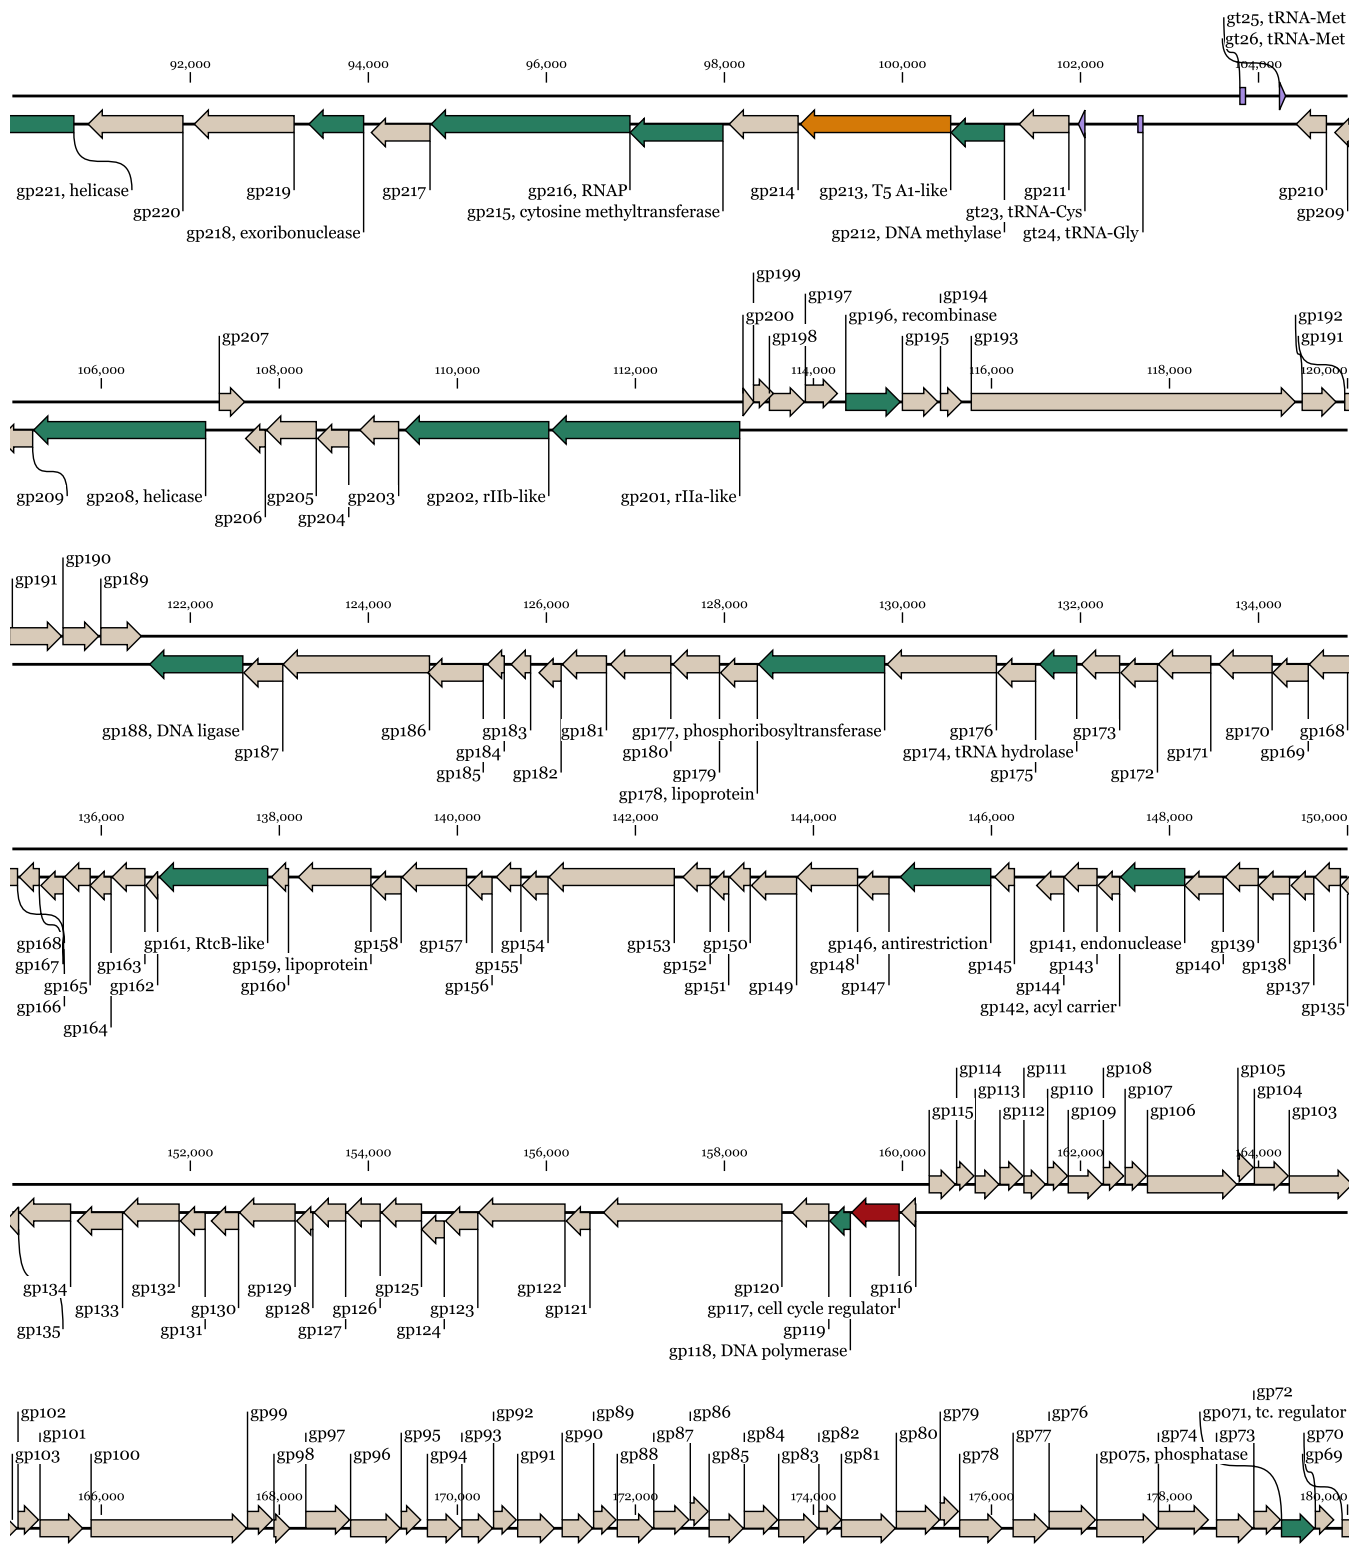 gt25, tRNA-Met
gt26, tRNA-Met
92,000 94,000 96,000 98,000 100,000 102,000 104,000
gp221, helicase gp219 gp217 gp216, RNAP gp214 gp213, T5 A1-like gp211 gp210
gp220 gp215, cytosine methyltransferase gt23, tRNA-Cys gp209
gp218, exoribonuclease gp212, DNA methylase gt24, tRNA-Gly
gp199
gp197 gp194
gp200 gp196, recombinase gp192
gp207 gp198 gp195 gp193 gp191
106,000 108,000 110,000 112,000 114,000 116,000 118,000 120,000
gp209 gp208, helicase gp205 gp203 gp202, rIIb-like gp201, rIIa-like
gp206 gp204
gp190
gp191 gp189
122,000 124,000 126,000 128,000 130,000 132,000 134,000
gp188, DNA ligase gp186 gp183 gp181 gp177, phosphoribosyltransferase gp176 gp173 gp170 gp168
gp187 gp184 gp180 gp174, tRNA hydrolase gp171 gp169
gp185 gp182 gp179 gp175 gp172
gp178, lipoprotein
136,000 138,000 140,000 142,000 144,000 146,000 148,000 150,000
gp168 gp161, RtcB-like gp158 gp157 gp154 gp153 gp150 gp146, antirestriction gp141, endonuclease gp139 gp136
gp167 gp163 gp159, lipoprotein gp155 gp152 gp148 gp145 gp143 gp140 gp138
gp165 gp162 gp160 gp156 gp151 gp149 gp147 gp144 gp137
gp166 gp142, acyl carrier gp135
gp164
gp114 gp111 gp108 gp105
gp113 gp110 gp107 gp104
gp115 gp112 gp109 gp106 gp103
152,000 154,000 156,000 158,000 160,000 162,000 164,000
gp134 gp132 gp129 gp125 gp122 gp120 gp116
gp133 gp130 gp128 gp126 gp123 gp121 gp117, cell cycle regulator
gp135 gp131 gp127 gp124 gp119
gp118, DNA polymerase
gp72
gp102 gp99 gp92 gp89 gp86 gp79 gp76 gp071, tc. regulator
gp101 gp97 gp95 gp93 gp90 gp87 gp84 gp82 gp80 gp77 gp74 gp73 gp70
gp103 gp100 gp98 gp96 gp94 gp91 gp88 gp85 gp83 gp81 gp78 gp075, phosphatase gp69
166,000 168,000 170,000 172,000 174,000 176,000 178,000 180,000